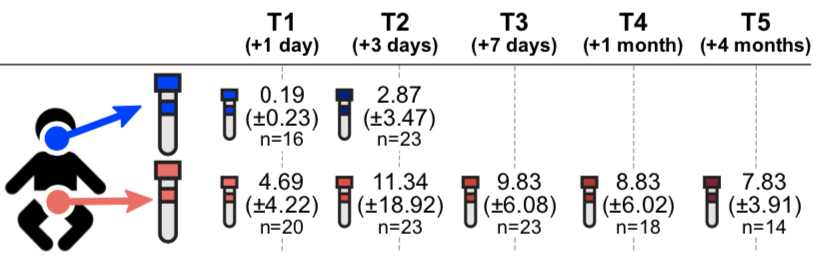 T1 T2 T3 T4 T5
(+1 day) (+3 days) (+7 days) (+1 month) (+4 months)
0.19 2.87
(±0.23) (±3.47)
n=16 n=23
4.69 11.34 9.83 8.83 7.83
(±4.22) (±18.92) (±6.08) (±6.02) (±3.91)
n=20 n=23 n=23 n=18 n=14